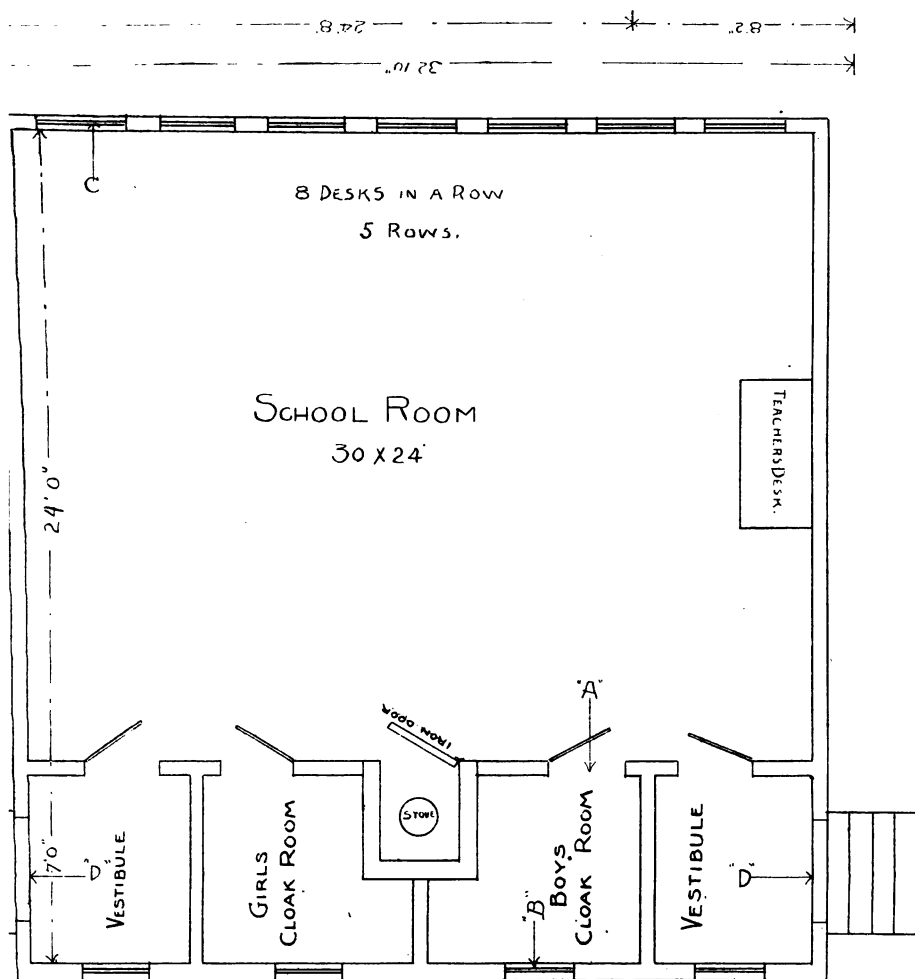 24'8"
8'2"
32'10"
C
8 DESKS IN A ROW
5 ROWS.
SCHOOL ROOM
30 X 24'
TEACHERS DESK.
24'0"
"A"
IRON DOOR
STOVE
7'0"
"D"
VESTIBULE
GIRLS
CLOAK ROOM
"B"
BOYS
CLOAK ROOM
VESTIBULE
"D"